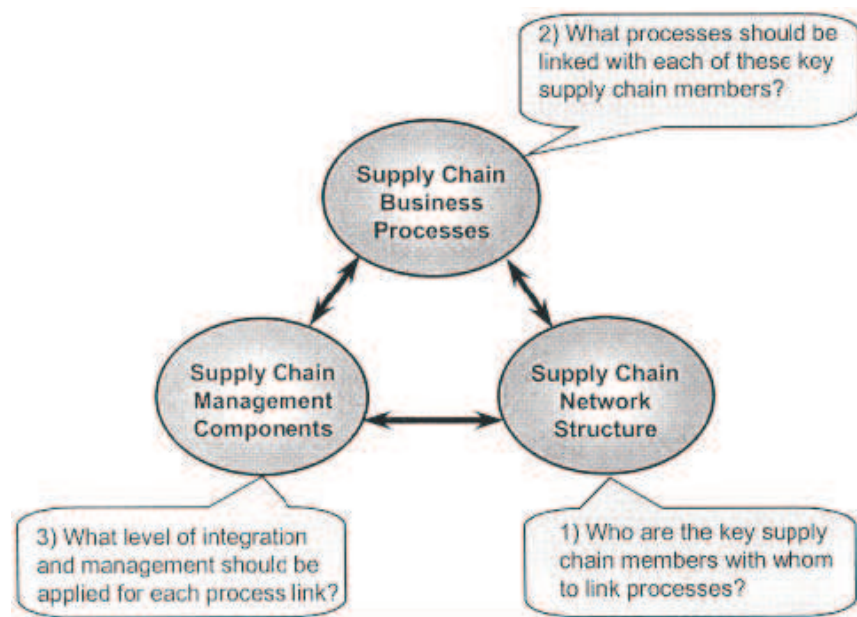 2) What processes should be
linked with each of these key
supply chain members?
Supply Chain
Business
Processes
Supply Chain
Management
Components
Supply Chain
Network
Structure
3) What level of integration
and management should be
applied for each process link?
1) Who are the key supply
chain members with whom
to link processes?